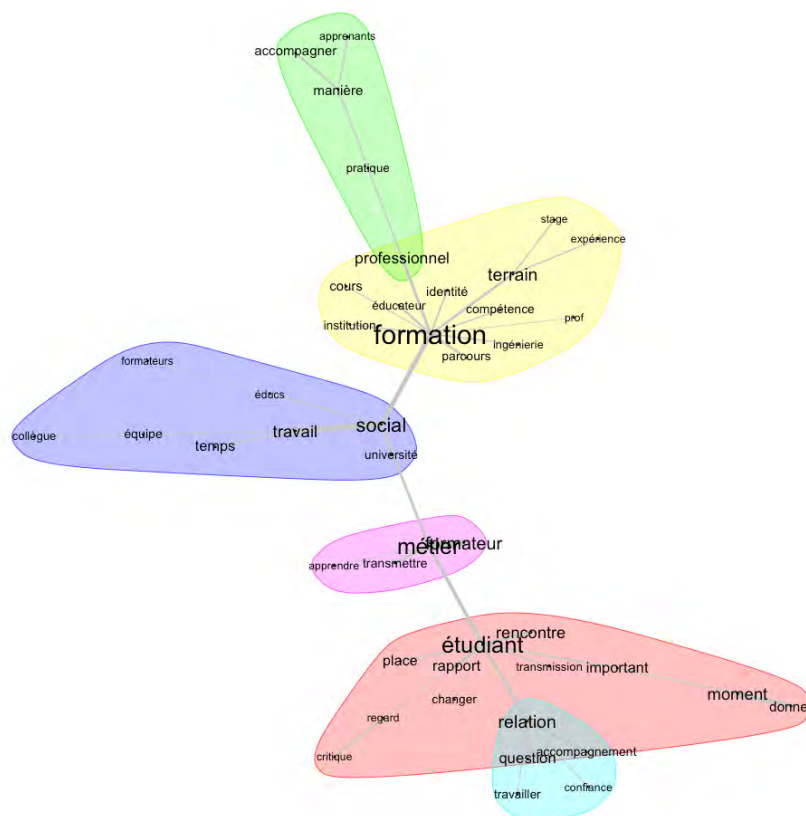 apprenants
accompagner
manière
pratique
professionnel
stage
expérience
terrain
cours
identité
éducateur
compétence
institution
prof
formation
ingénierie
parcours
formateurs
éducs
collègue
équipe
temps
travail
social
université
métier
formateur
apprendre
transmettre
étudiant
rencontre
place
rapport
transmission
important
changer
moment
donne
regard
relation
critique
question
accompagnement
travailler
confiance